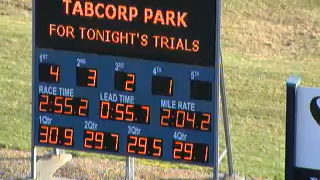 TABCORP PARK
FOR TONIGHT'S TRIALS
1ST 2ND 3RD 4TH 5TH
4 3 2 1
RACE TIME LEAD TIME MILE RATE
2:55.2 0:55.7 2:04.2
1Qtr 2Qtr 3Qtr 4Qtr
30.9 29.7 29.5 29.1